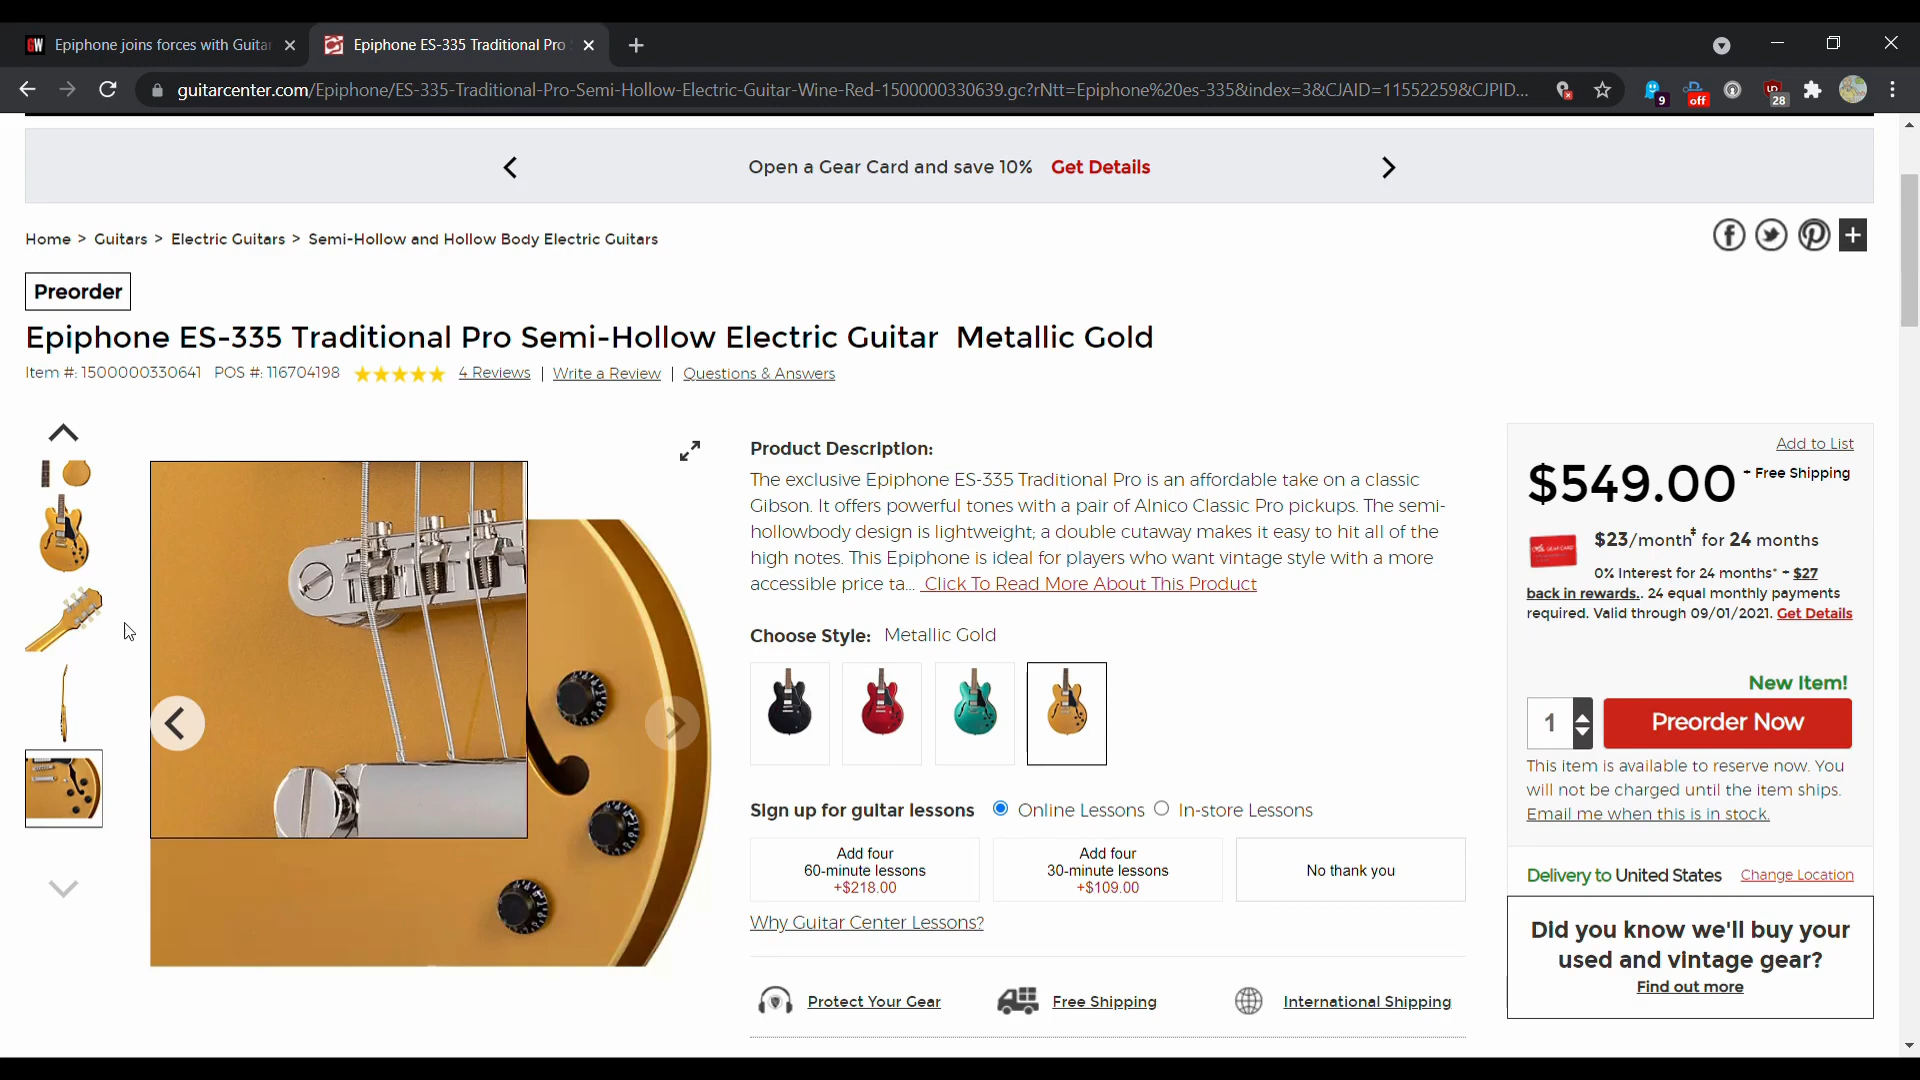 GW Epiphone joins forces with Guita
Epiphone ES-335 Traditional Pro
guitarcenter.com/Epiphone/ES-335-Traditional-Pro-Semi-Hollow-Electric-Guitar-Wine-Red-1500000330639.gc?rNtt=Epiphone%20es-335&index=3&CJAID=11552259&CJPID...
9 off 28
Open a Gear Card and save 10% Get Details
Home > Guitars > Electric Guitars > Semi-Hollow and Hollow Body Electric Guitars
Preorder
Epiphone ES-335 Traditional Pro Semi-Hollow Electric Guitar Metallic Gold
Item #: 1500000330641 POS #: 116704198 4 Reviews | Write a Review | Questions & Answers
Product Description:
The exclusive Epiphone ES-335 Traditional Pro is an affordable take on a classic
Gibson. It offers powerful tones with a pair of Alnico Classic Pro pickups. The semi-
hollowbody design is lightweight; a double cutaway makes it easy to hit all of the
high notes. This Epiphone is ideal for players who want vintage style with a more
accessible price ta... Click To Read More About This Product
Choose Style: Metallic Gold
Sign up for guitar lessons Online Lessons In-store Lessons
Add four
60-minute lessons
+$218.00
Add four
30-minute lessons
+$109.00
No thank you
Why Guitar Center Lessons?
Protect Your Gear Free Shipping International Shipping
Add to List
$549.00 + Free Shipping
$23/month‡ for 24 months
0% Interest for 24 months* + $27
back in rewards.. 24 equal monthly payments
required. Valid through 09/01/2021. Get Details
New Item!
1 Preorder Now
This item is available to reserve now. You
will not be charged until the item ships.
Email me when this is in stock.
Delivery to United States Change Location
Did you know we'll buy your
used and vintage gear?
Find out more